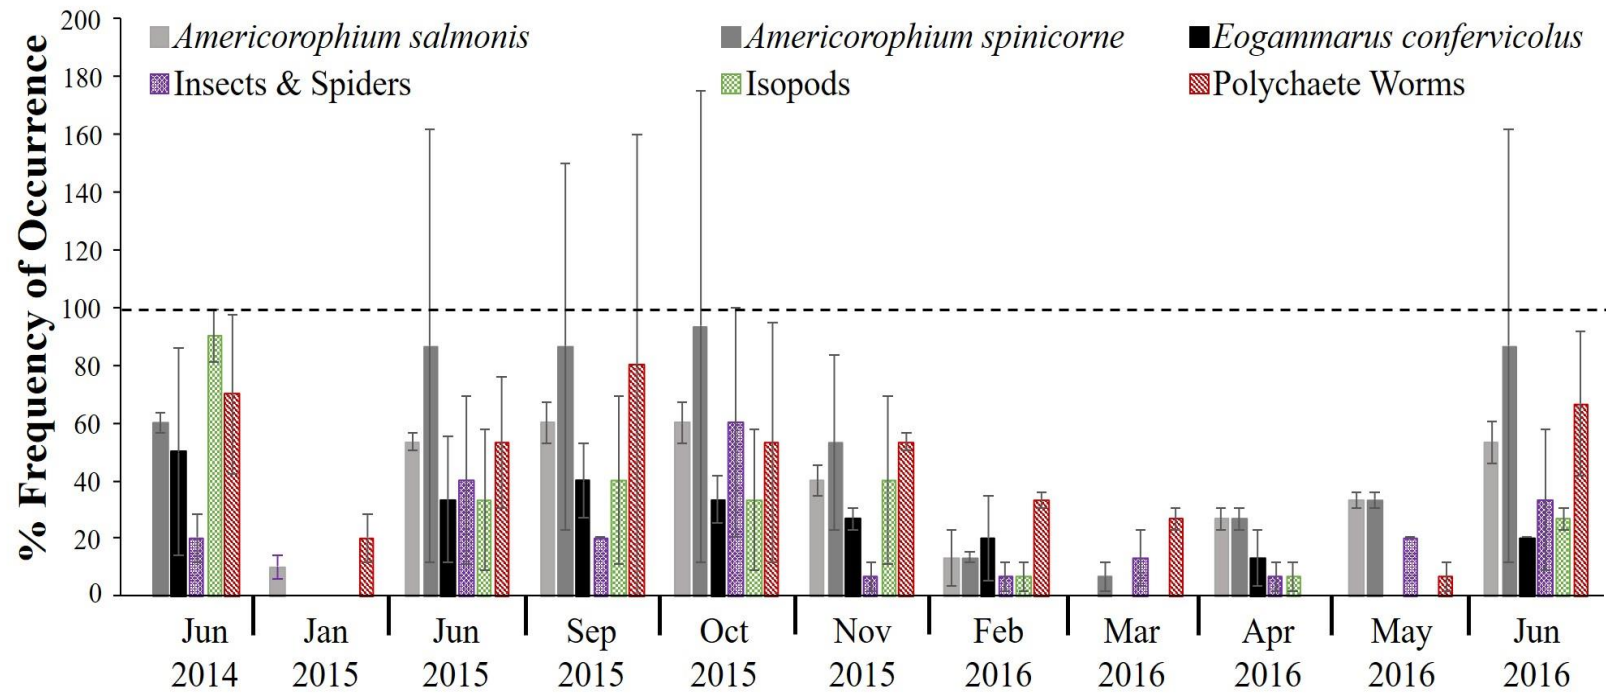 % Frequency of Occurrence
200
180
160
140
120
100
80
60
40
20
0
Americorophium salmonis
Americorophium spinicorne
Eogammarus confervicolus
Insects & Spiders
Isopods
Polychaete Worms
Jun 2014
Jan 2015
Jun 2015
Sep 2015
Oct 2015
Nov 2015
Feb 2016
Mar 2016
Apr 2016
May 2016
Jun 2016